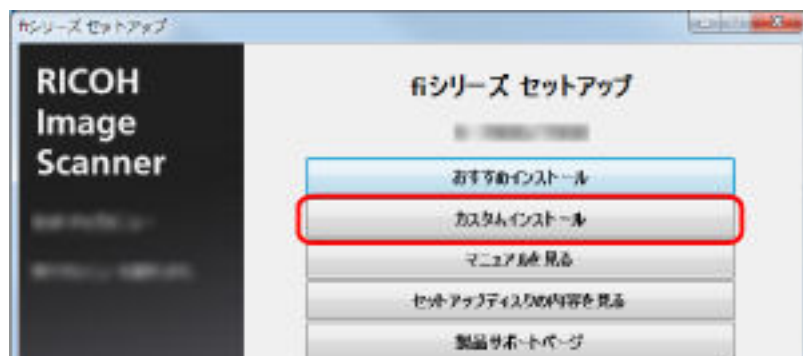 fiシリーズ セットアップ
RICOH
Image
Scanner
fiシリーズ セットアップ
おすすめインストール
カスタムインストール
マニュアルを見る
セットアップディスクの内容を見る
製品サポートページ